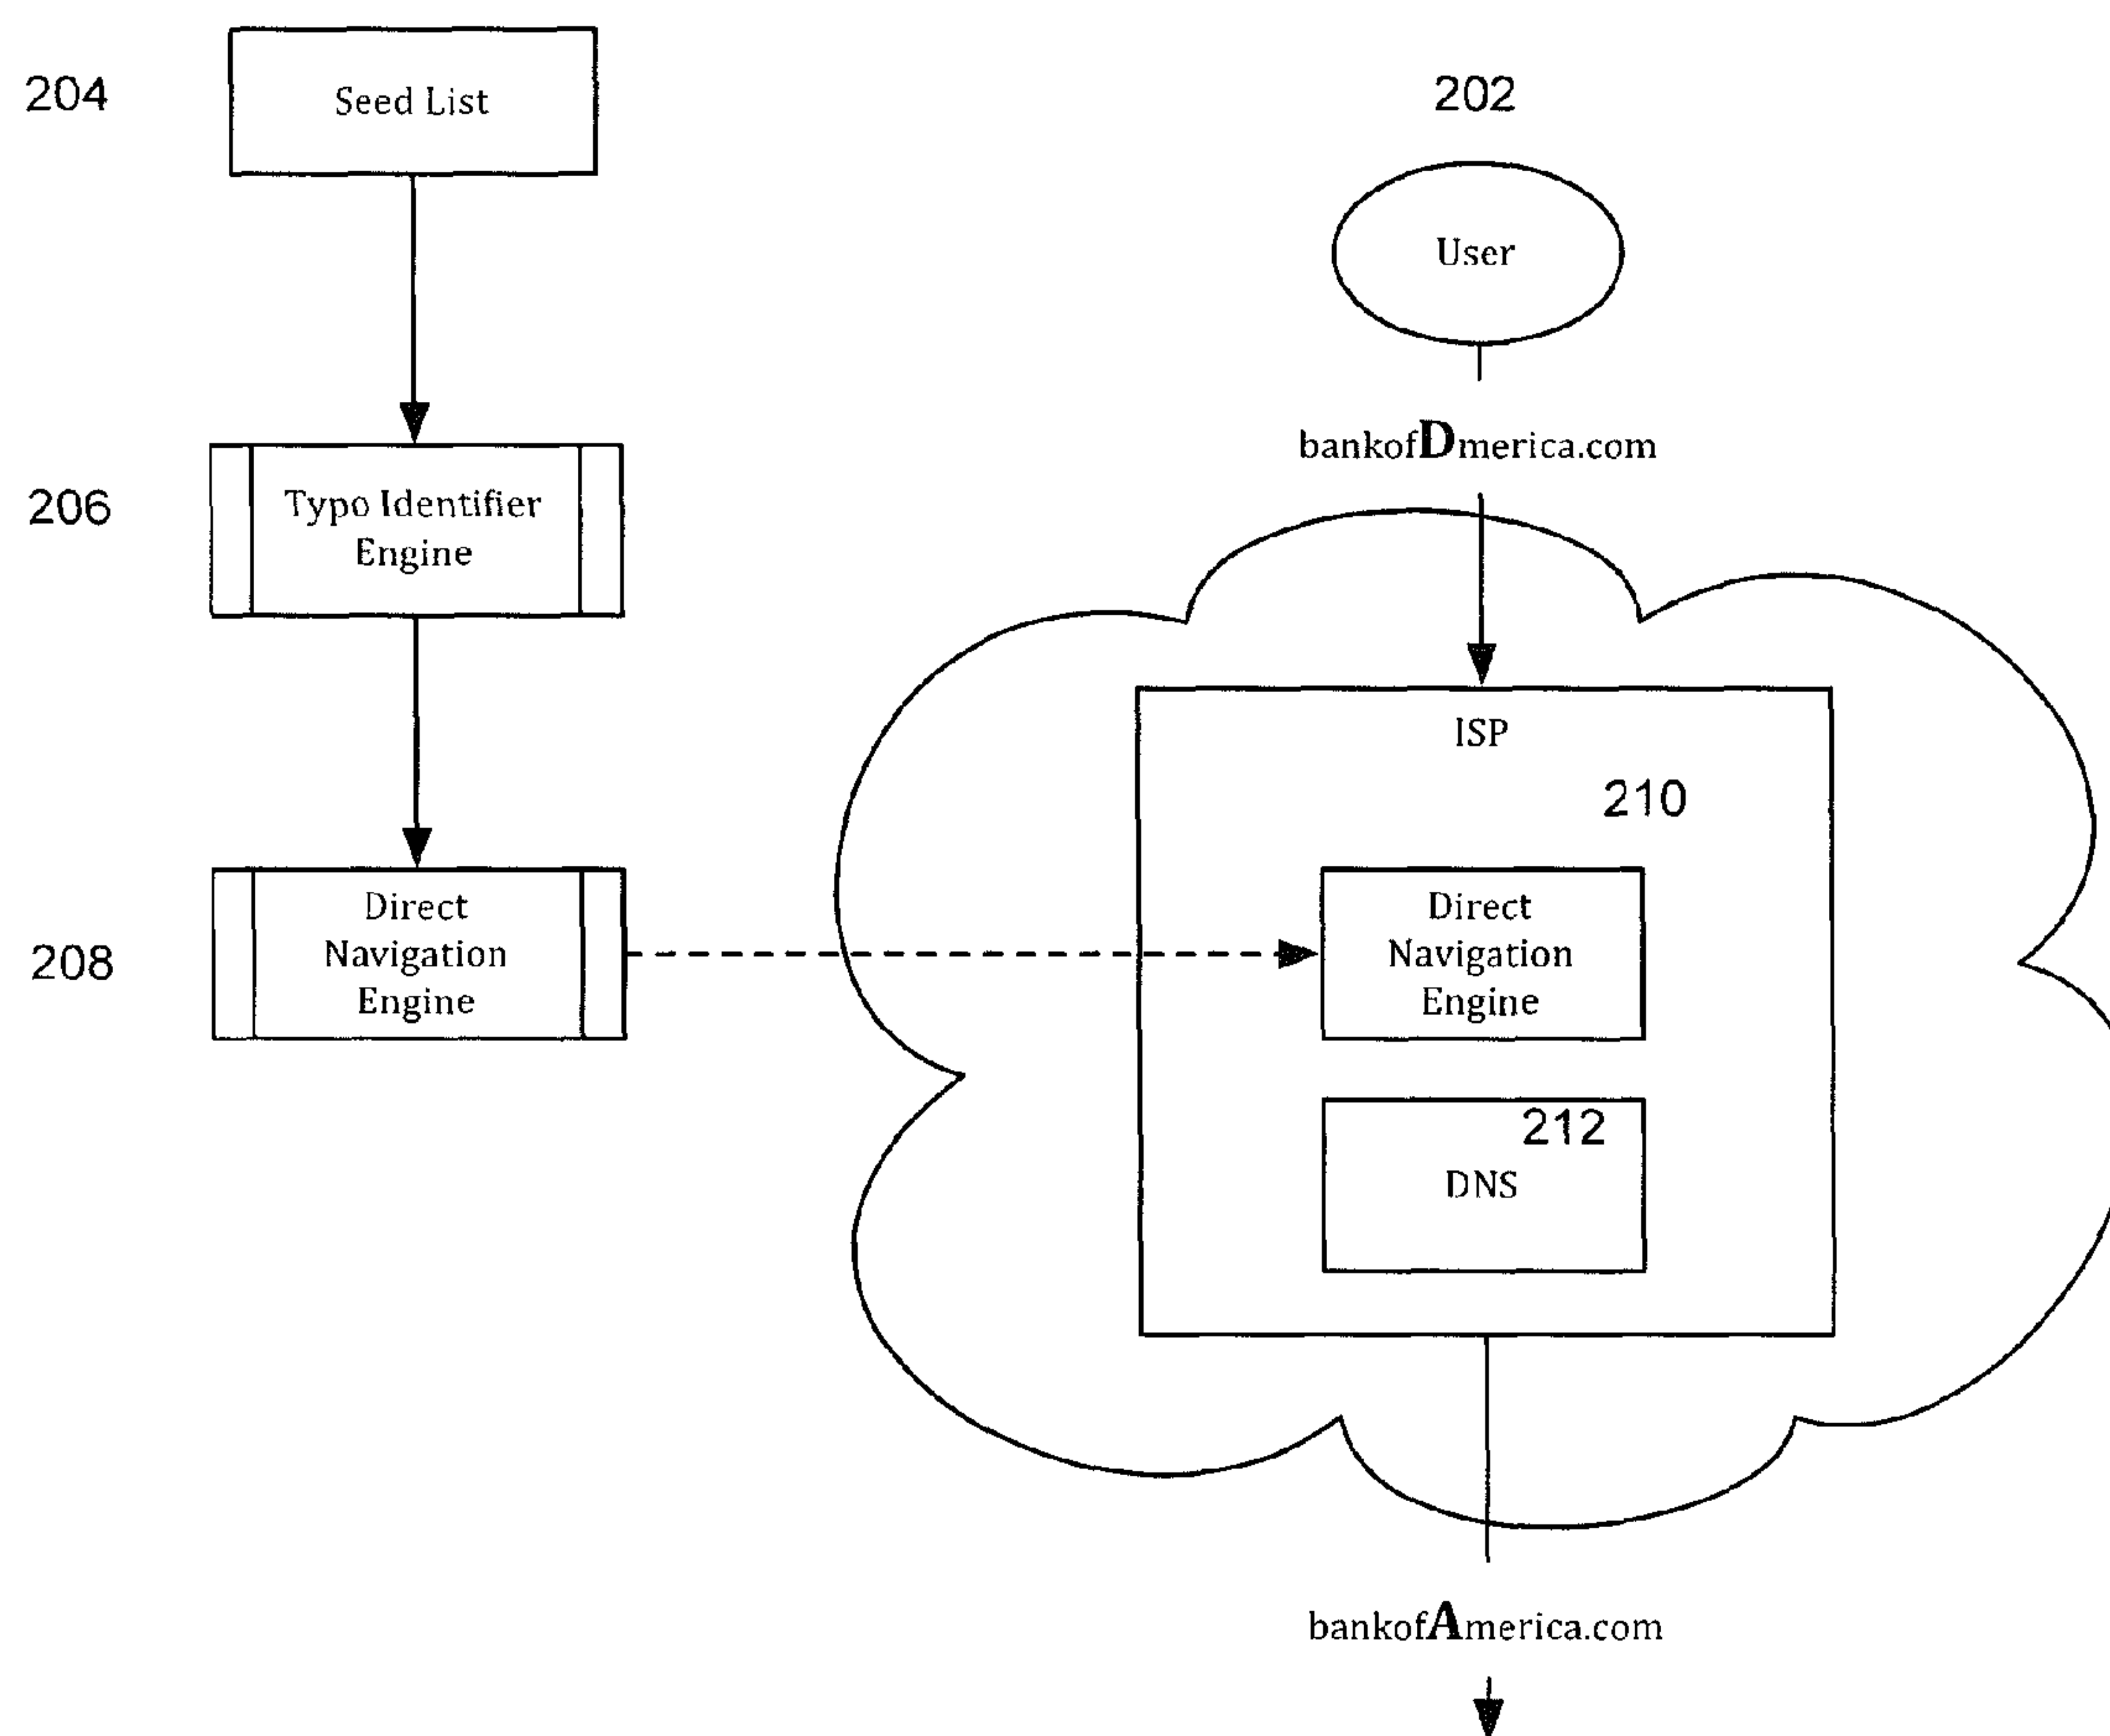 204
Seed List
202
User
bankofDmerica.com
206
Typo Identifier
Engine
ISP
210
208
Direct
Navigation
Engine
Direct
Navigation
Engine
212
DNS
bankofAmerica.com